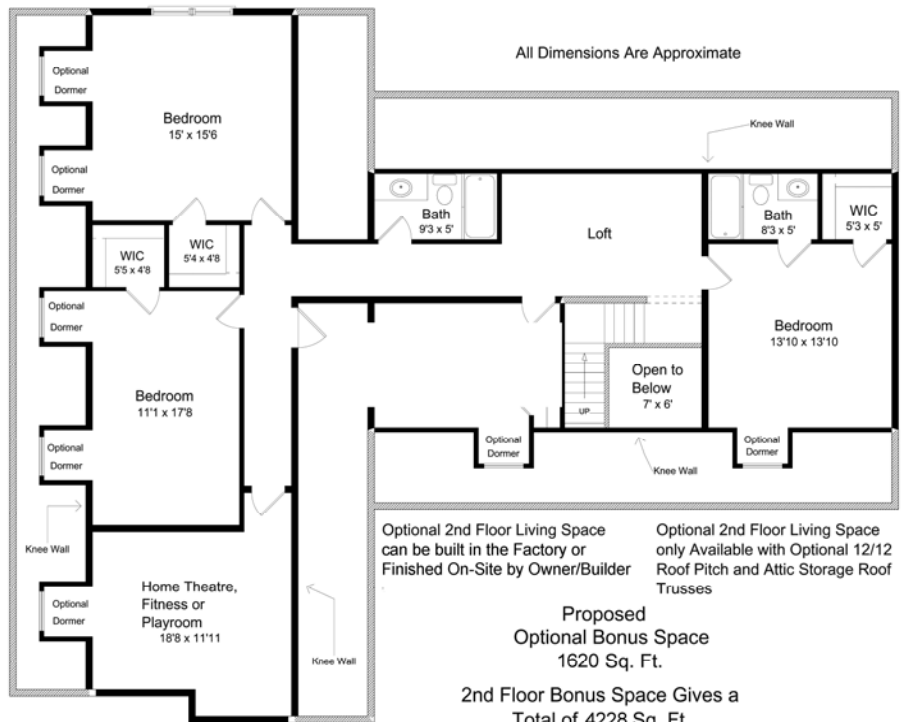 All Dimensions Are Approximate
Optional
Dormer
Bedroom
15' x 15'6
Knee Wall
Optional
Dormer
Bath
9'3 x 5'
Loft
Bath
8'3 x 5'
WIC
5'3 x 5'
WIC
5'5 x 4'8
WIC
5'4 x 4'8
Optional
Dormer
Bedroom
13'10 x 13'10
Bedroom
11'1 x 17'8
Open to
Below
7' x 6'
UP
Optional
Dormer
Optional
Dormer
Optional
Dormer
Knee Wall
Knee Wall
Optional 2nd Floor Living Space
can be built in the Factory or
Finished On-Site by Owner/Builder
Optional 2nd Floor Living Space
only Available with Optional 12/12
Roof Pitch and Attic Storage Roof
Trusses
Optional
Dormer
Home Theatre,
Fitness or
Playroom
18'8 x 11'11
Knee Wall
Proposed
Optional Bonus Space
1620 Sq. Ft.
2nd Floor Bonus Space Gives a
Total of 4228 Sq. Ft.